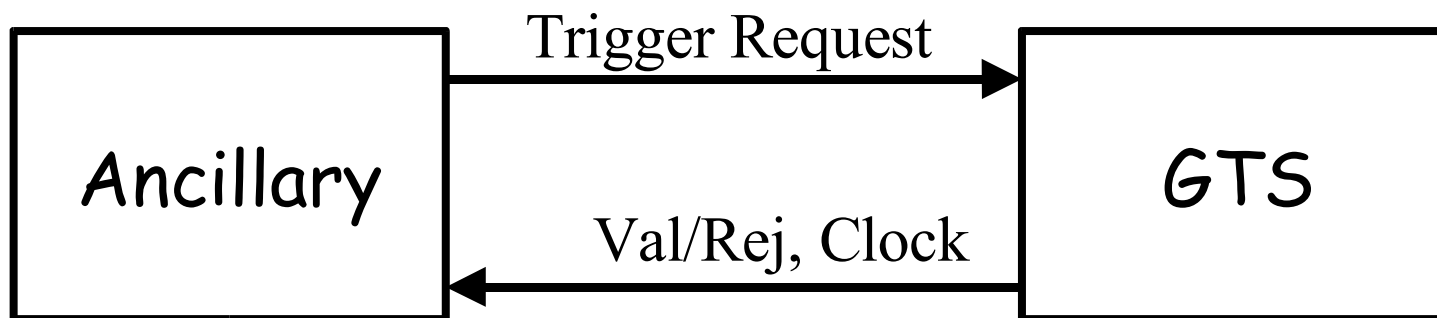 Trigger Request
Ancillary
GTS
Val/Rej, Clock